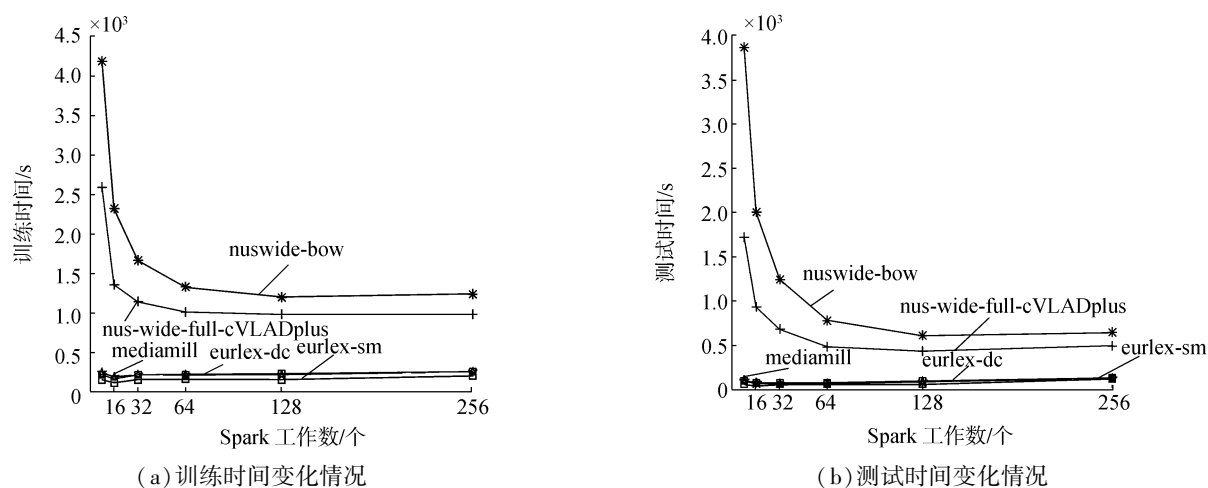 ×10³
4.5
4.0
3.5
3.0
2.5
2.0
1.5
1.0
0.5
0
训练时间/s
nuswide-bow
nus-wide-full-cVLADplus
mediamill
eurlex-dc
eurlex-sm
16 32 64 128 256
Spark 工作数/个
(a)训练时间变化情况
×10³
4.0
3.5
3.0
2.5
2.0
1.5
1.0
0.5
0
测试时间/s
nuswide-bow
nus-wide-full-cVLADplus
mediamill
eurlex-dc
eurlex-sm
16 32 64 128 256
Spark 工作数/个
(b)测试时间变化情况